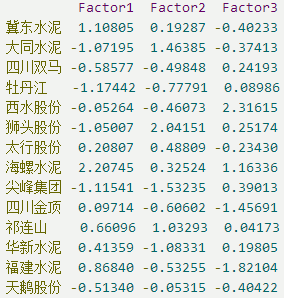 Factor1 Factor2 Factor3
冀东水泥 1.10805 0.19287 -0.40233
大同水泥 -1.07195 1.46385 -0.37413
四川双马 -0.58577 -0.49848 0.24193
牡丹江 -1.17442 -0.77791 0.08986
西水股份 -0.05264 -0.46073 2.31615
狮头股份 -1.05007 2.04151 0.25174
太行股份 0.20807 0.48809 -0.23430
海螺水泥 2.20745 0.32524 1.16336
尖峰集团 -1.11541 -1.53235 0.39013
四川金顶 0.09714 -0.60602 -1.45691
祁连山 0.66096 1.03293 0.04173
华新水泥 0.41359 -1.08331 0.19805
福建水泥 0.86840 -0.53255 -1.82104
天鹅股份 -0.51340 -0.05315 -0.40422